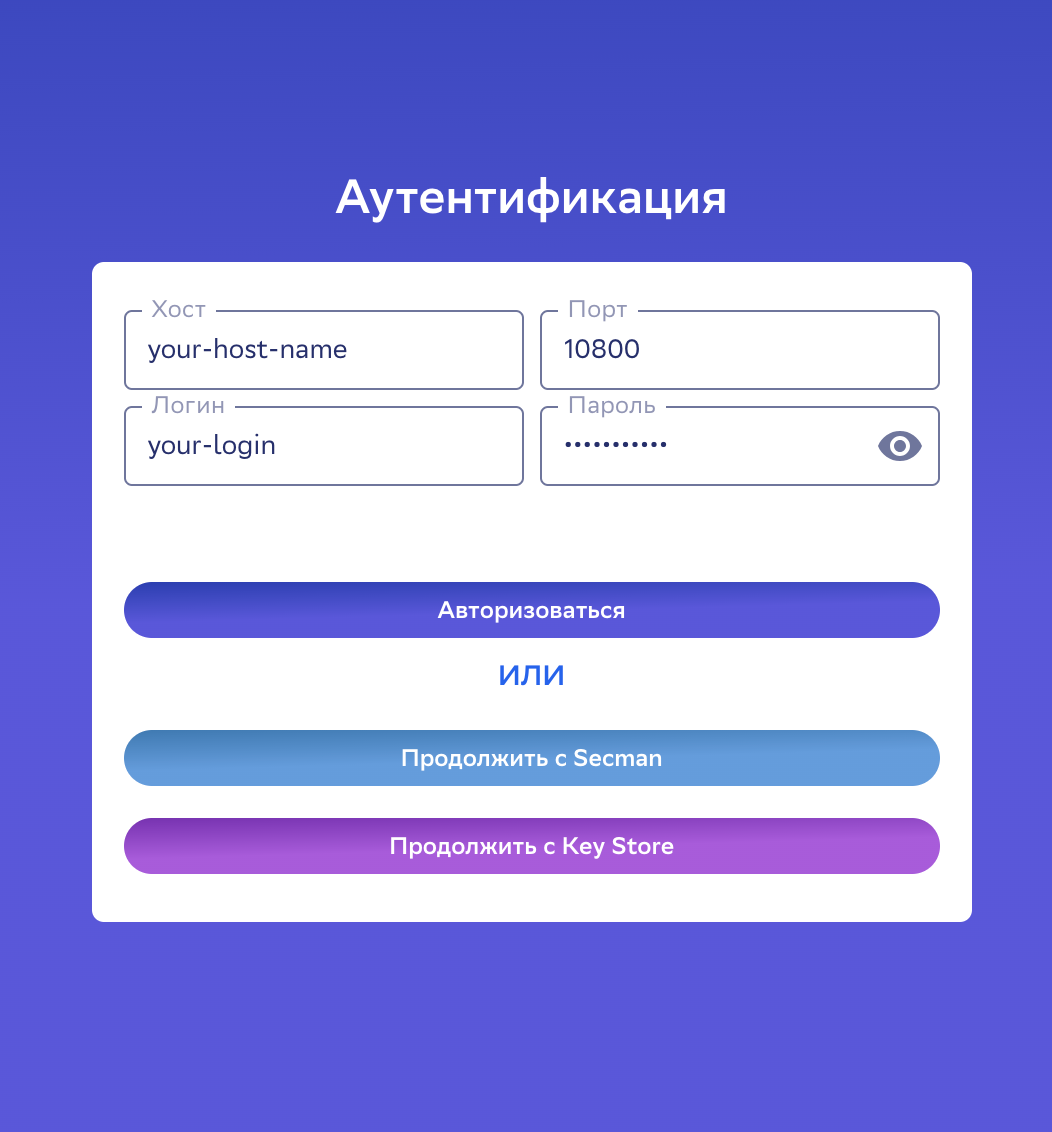 Аутентификация
Хост
Порт
your-host-name
10800
Логин
Пароль
your-login
•••••••••••
Авторизоваться
ИЛИ
Продолжить с Secman
Продолжить с Key Store